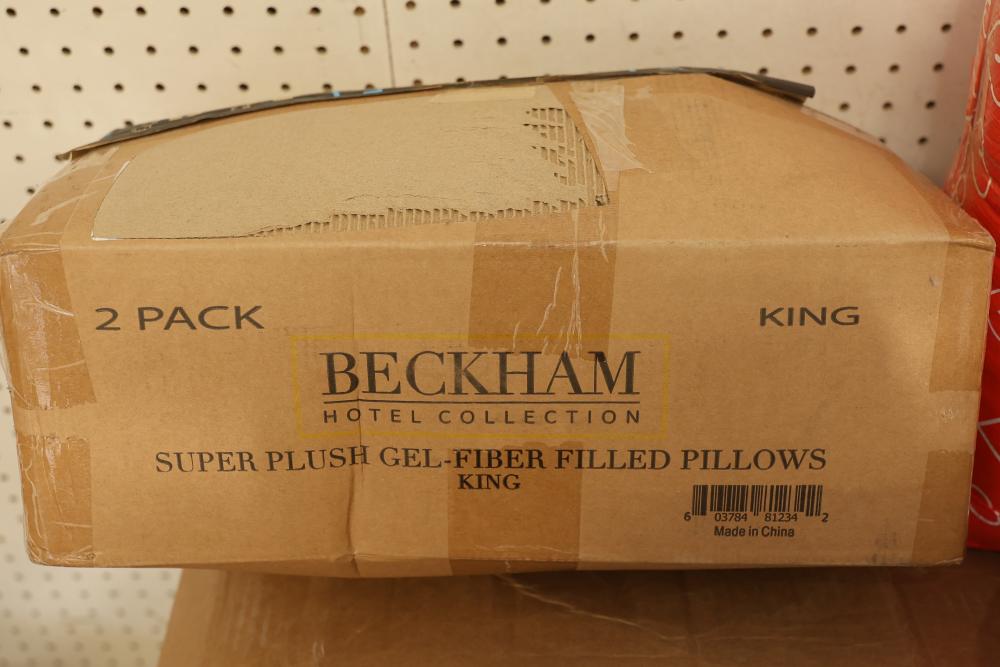 2 PACK
KING
BECKHAM
HOTEL COLLECTION
SUPER PLUSH GEL-FIBER FILLED PILLOWS
KING
6 03784 81234 2
Made in China